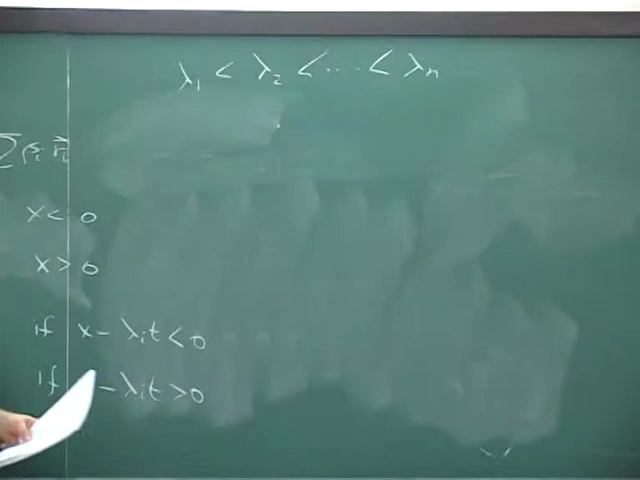 λ₁ < λ₂ < ... < λₙ
x < 0
x > 0
if x - λᵢt < 0
if - λᵢt > 0